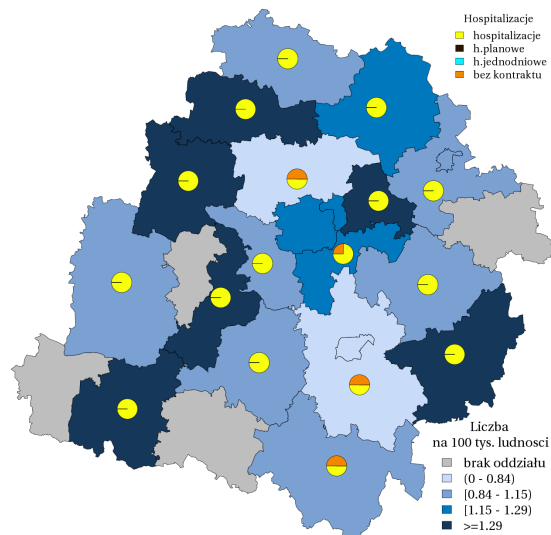 Hospitalizacje
hospitalizacje
h.planowe
h.jednodniowe
bez kontraktu
Liczba
na 100 tys. ludnosci
brak oddziału
(0 - 0.84)
[0.84 - 1.15)
[1.15 - 1.29)
>=1.29